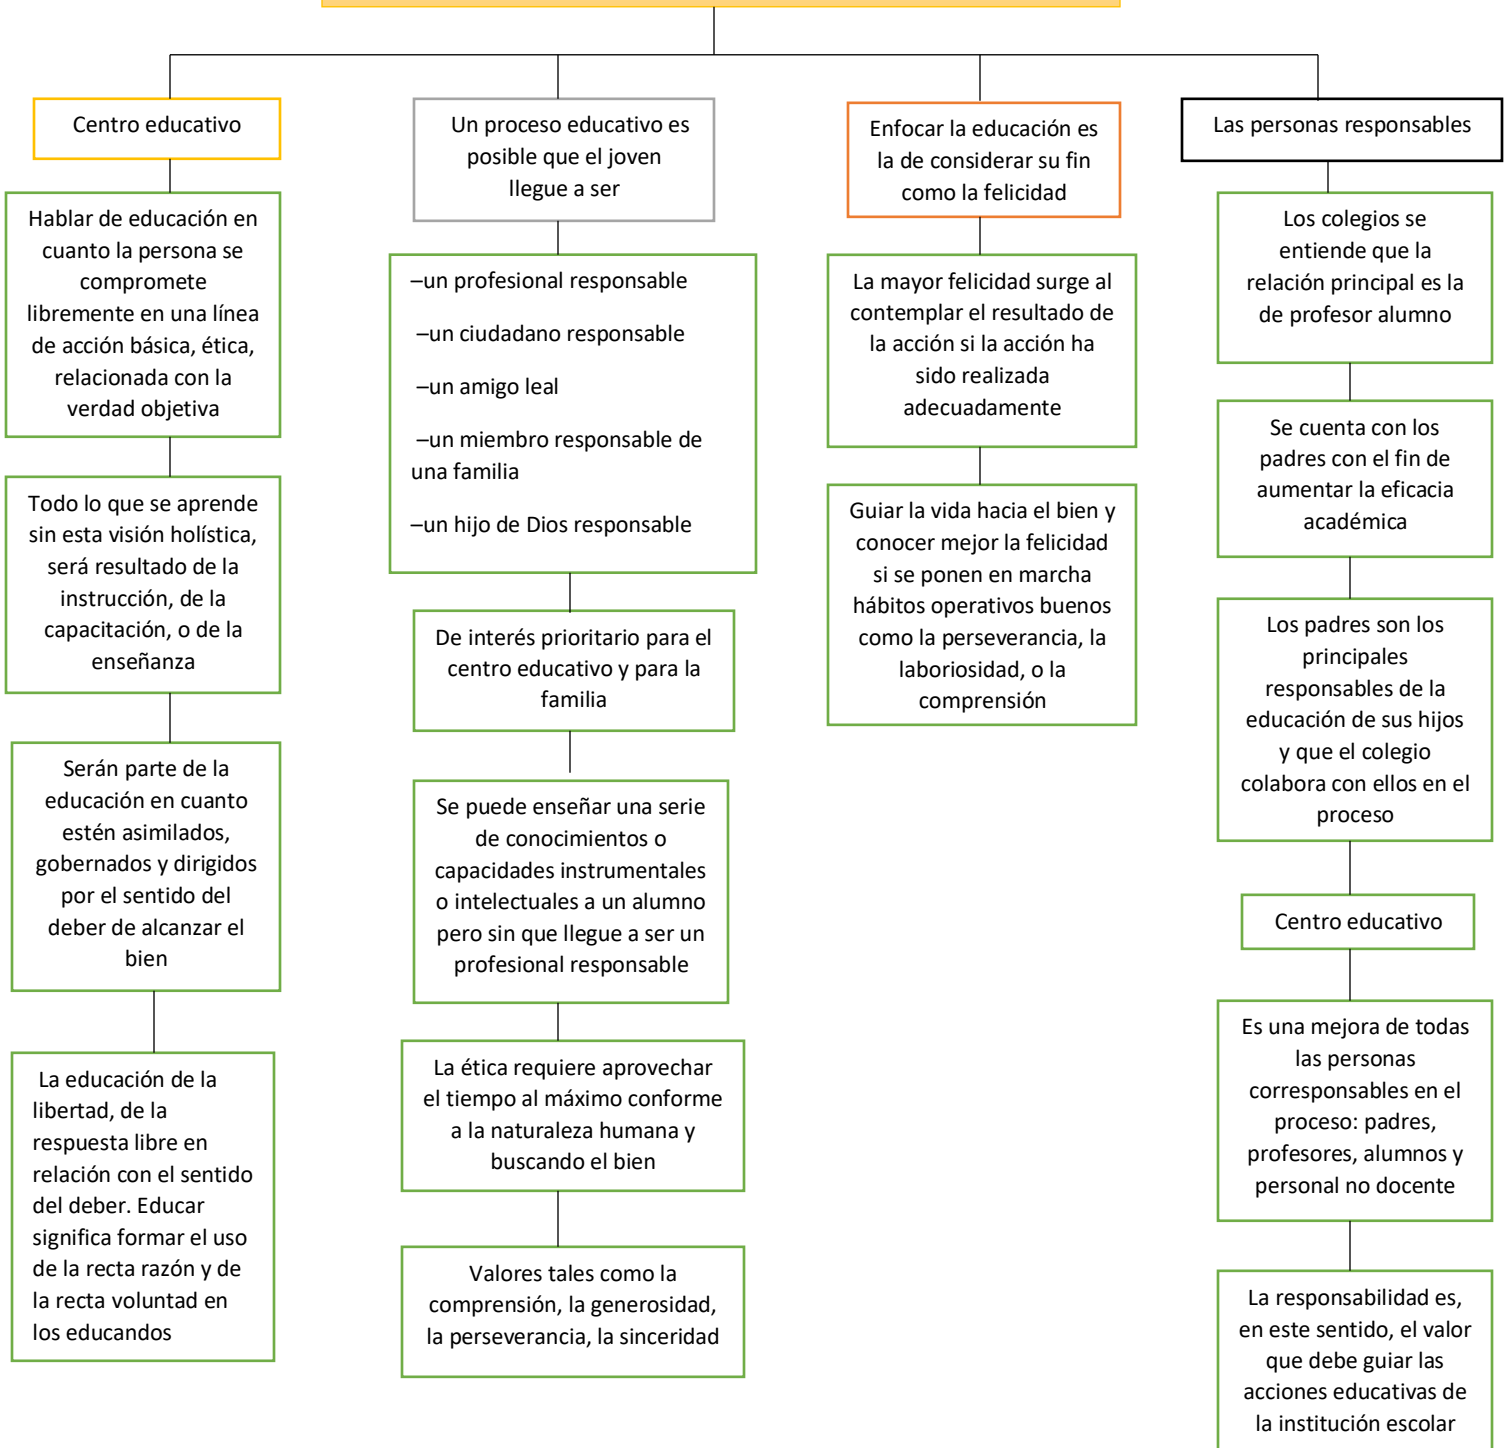 Centro educativo
Hablar de educación en
cuanto la persona se
compromete
libremente en una línea
de acción básica, ética,
relacionada con la
verdad objetiva
Todo lo que se aprende
sin esta visión holística,
será resultado de la
instrucción, de la
capacitación, o de la
enseñanza
Serán parte de la
educación en cuanto
estén asimilados,
gobernados y dirigidos
por el sentido del
deber de alcanzar el
bien
La educación de la
libertad, de la
respuesta libre en
relación con el sentido
del deber. Educar
significa formar el uso
de la recta razón y de
la recta voluntad en
los educandos
Un proceso educativo es
posible que el joven
llegue a ser
–un profesional responsable
–un ciudadano responsable
–un amigo leal
–un miembro responsable de
una familia
–un hijo de Dios responsable
De interés prioritario para el
centro educativo y para la
familia
Se puede enseñar una serie
de conocimientos o
capacidades instrumentales
o intelectuales a un alumno
pero sin que llegue a ser un
profesional responsable
La ética requiere aprovechar
el tiempo al máximo conforme
a la naturaleza humana y
buscando el bien
Valores tales como la
comprensión, la generosidad,
la perseverancia, la sinceridad
Enfocar la educación es
la de considerar su fin
como la felicidad
La mayor felicidad surge al
contemplar el resultado de
la acción si la acción ha
sido realizada
adecuadamente
Guiar la vida hacia el bien y
conocer mejor la felicidad
si se ponen en marcha
hábitos operativos buenos
como la perseverancia, la
laboriosidad, o la
comprensión
Las personas responsables
Los colegios se
entiende que la
relación principal es la
de profesor alumno
Se cuenta con los
padres con el fin de
aumentar la eficacia
académica
Los padres son los
principales
responsables de la
educación de sus hijos
y que el colegio
colabora con ellos en el
proceso
Centro educativo
Es una mejora de todas
las personas
corresponsables en el
proceso: padres,
profesores, alumnos y
personal no docente
La responsabilidad es,
en este sentido, el valor
que debe guiar las
acciones educativas de
la institución escolar